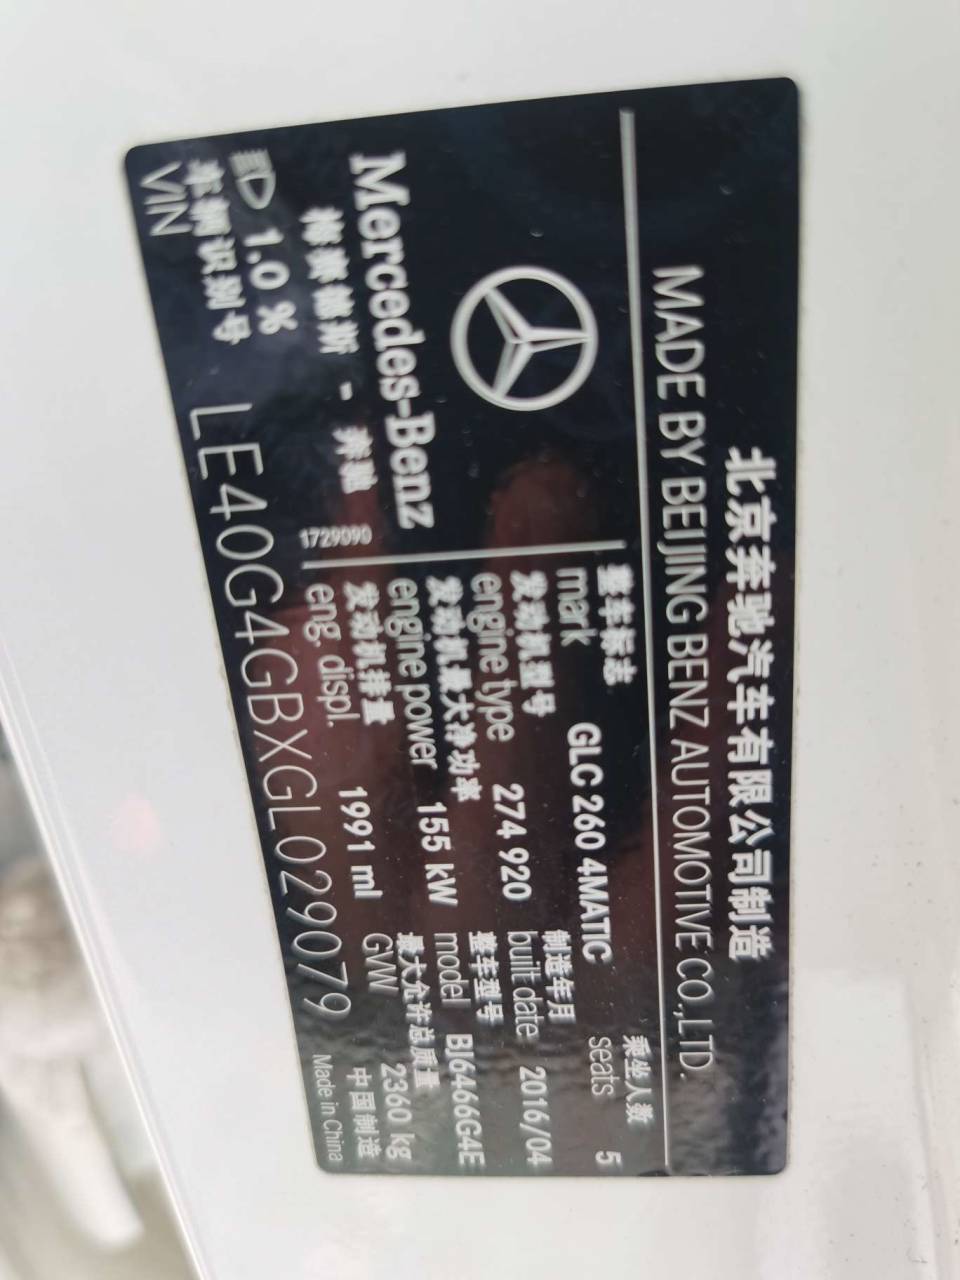 北京奔驰汽车有限公司制造
MADE BY BEIJING BENZ AUTOMOTIVE CO.,LTD.
Mercedes-Benz
梅赛德斯 - 奔驰
1729090
整车标志
mark GLC 260 4MATIC
乘坐人数
seats 5
发动机型号
engine type 274 920
制造年月
built date 2016/04
发动机最大净功率
engine power 155 kW
整车型号
model BJ6466G4E
发动机排量
eng. displ. 1991 ml
最大允许总质量
GVW 2360 kg
1.0 %
中国制造
Made in China
车辆识别号
VIN LE40G4GBXGL029079